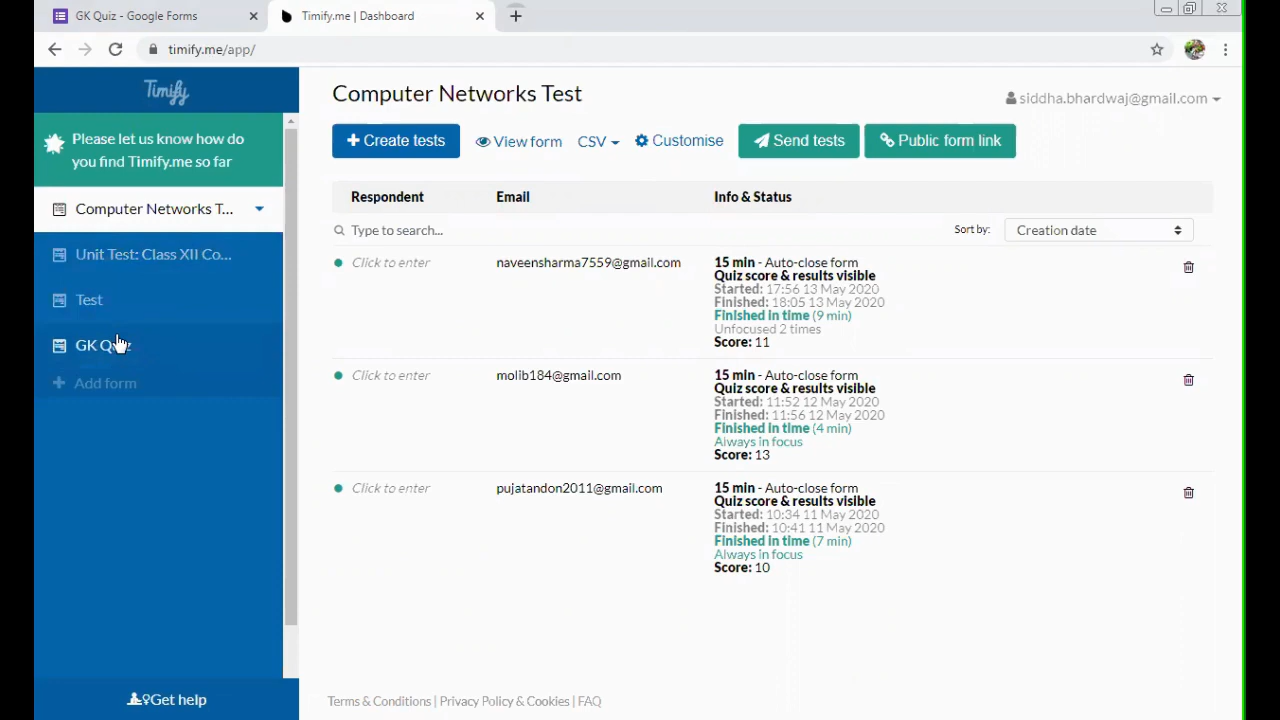 GK Quiz - Google Forms
Timify.me | Dashboard
timify.me/app/
Timify
Please let us know how do
you find Timify.me so far
Computer Networks T...
Unit Test: Class XII Co...
Test
GK Quiz
Add form
Get help
Computer Networks Test
siddha.bhardwaj@gmail.com
Create tests
View form
CSV
Customise
Send tests
Public form link
Respondent
Email
Info & Status
Type to search...
Sort by:
Creation date
Click to enter
naveensharma7559@gmail.com
15 min - Auto-close form
Quiz score & results visible
Started: 17:56 13 May 2020
Finished: 18:05 13 May 2020
Finished in time (9 min)
Unfocused 2 times
Score: 11
Click to enter
molib184@gmail.com
15 min - Auto-close form
Quiz score & results visible
Started: 11:52 12 May 2020
Finished: 11:56 12 May 2020
Finished in time (4 min)
Always in focus
Score: 13
Click to enter
pujatandon2011@gmail.com
15 min - Auto-close form
Quiz score & results visible
Started: 10:34 11 May 2020
Finished: 10:41 11 May 2020
Finished in time (7 min)
Always in focus
Score: 10
Terms & Conditions | Privacy Policy & Cookies | FAQ